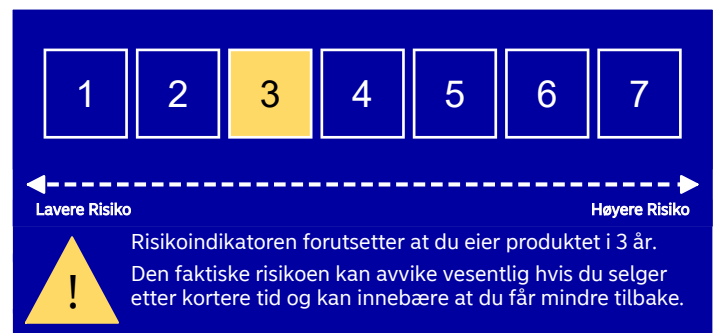 1 2 3 4 5 6 7
Lavere Risiko Høyere Risiko
Risikoindikatoren forutsetter at du eier produktet i 3 år.
Den faktiske risikoen kan avvike vesentlig hvis du selger
etter kortere tid og kan innebære at du får mindre tilbake.
!